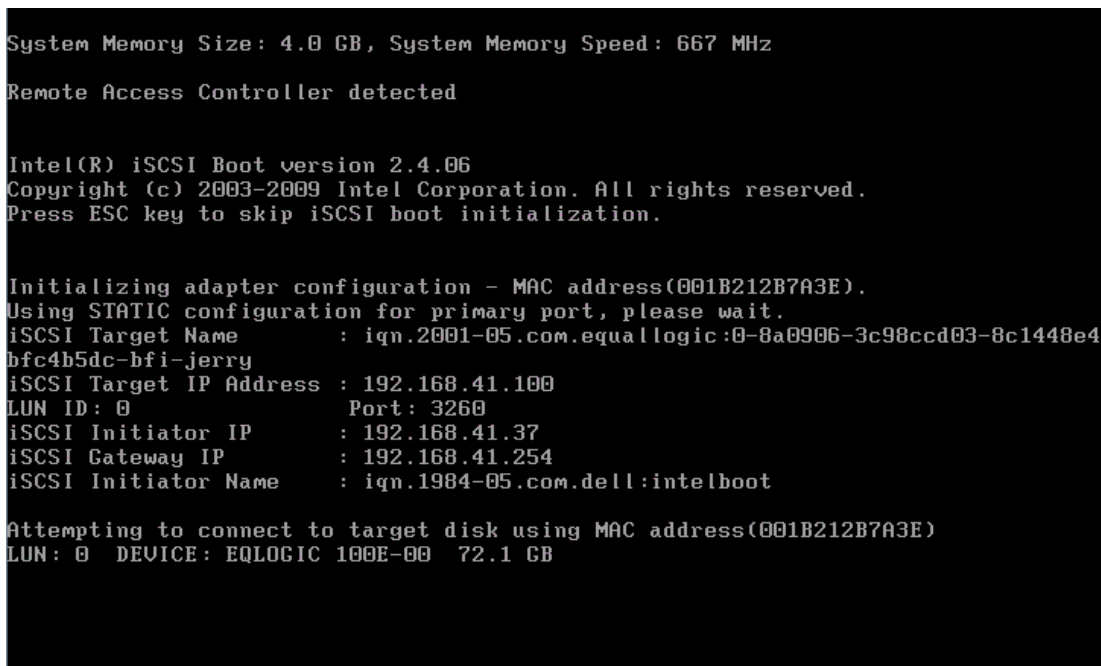 System Memory Size: 4.0 GB, System Memory Speed: 667 MHz
Remote Access Controller detected
Intel(R) iSCSI Boot version 2.4.06
Copyright (c) 2003-2009 Intel Corporation. All rights reserved.
Press ESC key to skip iSCSI boot initialization.
Initializing adapter configuration - MAC address(001B212B7A3E).
Using STATIC configuration for primary port, please wait.
iSCSI Target Name : iqn.2001-05.com.equallogic:0-8a0906-3c98ccd03-8c1448e4
bfc4b5dc-bfi-jerry
iSCSI Target IP Address : 192.168.41.100
LUN ID: 0 Port: 3260
iSCSI Initiator IP : 192.168.41.37
iSCSI Gateway IP : 192.168.41.254
iSCSI Initiator Name : iqn.1984-05.com.dell:intelboot
Attempting to connect to target disk using MAC address(001B212B7A3E)
LUN: 0 DEVICE: EQLOGIC 100E-00 72.1 GB